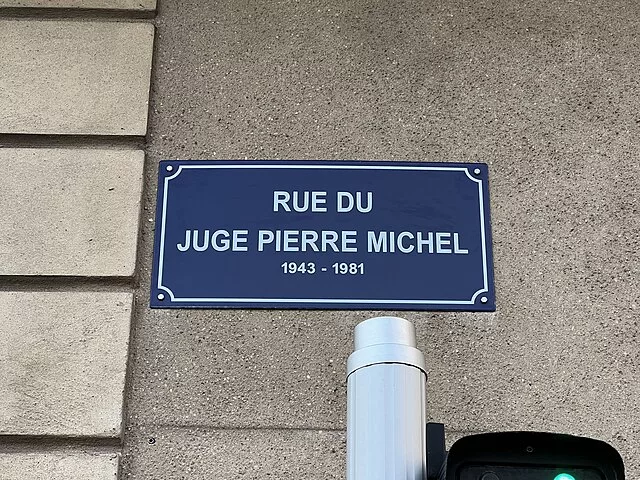 RUE DU
JUGE PIERRE MICHEL
1943 - 1981